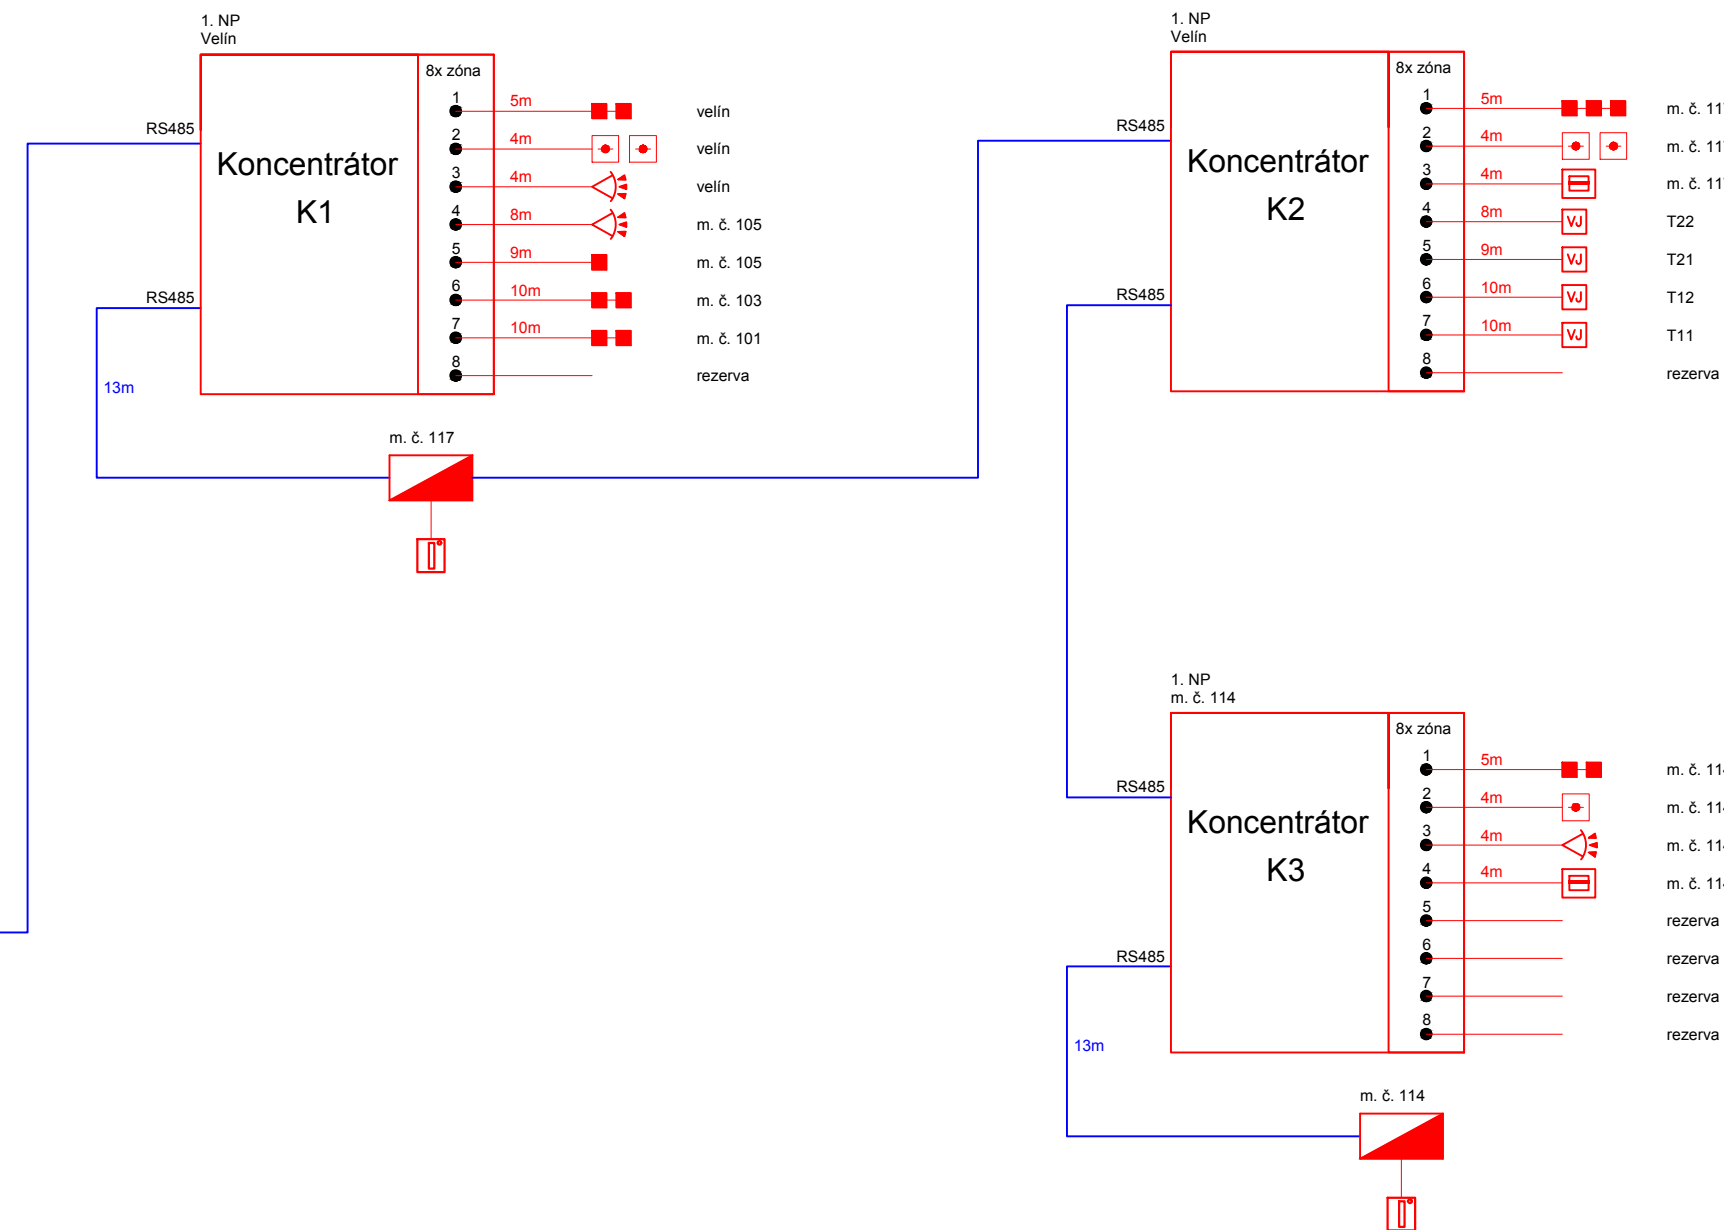 1. NP
Velín
8x zóna
RS485
RS485
Koncentrátor
K1
1 5m velín
2 4m velín
3 4m velín
4 8m m. č. 105
5 9m m. č. 105
6 10m m. č. 103
7 10m m. č. 101
8 rezerva
13m
m. č. 117
1. NP
Velín
8x zóna
RS485
RS485
Koncentrátor
K2
1 5m m. č.
2 4m m. č.
3 4m m. č.
4 8m VJ T22
5 9m VJ T21
6 10m VJ T12
7 10m VJ T11
8 rezerva
1. NP
m. č. 114
8x zóna
RS485
RS485
Koncentrátor
K3
1 5m m. č.
2 4m m. č.
3 4m m. č.
4 4m m. č.
5 rezerva
6 rezerva
7 rezerva
8 rezerva
13m
m. č. 114